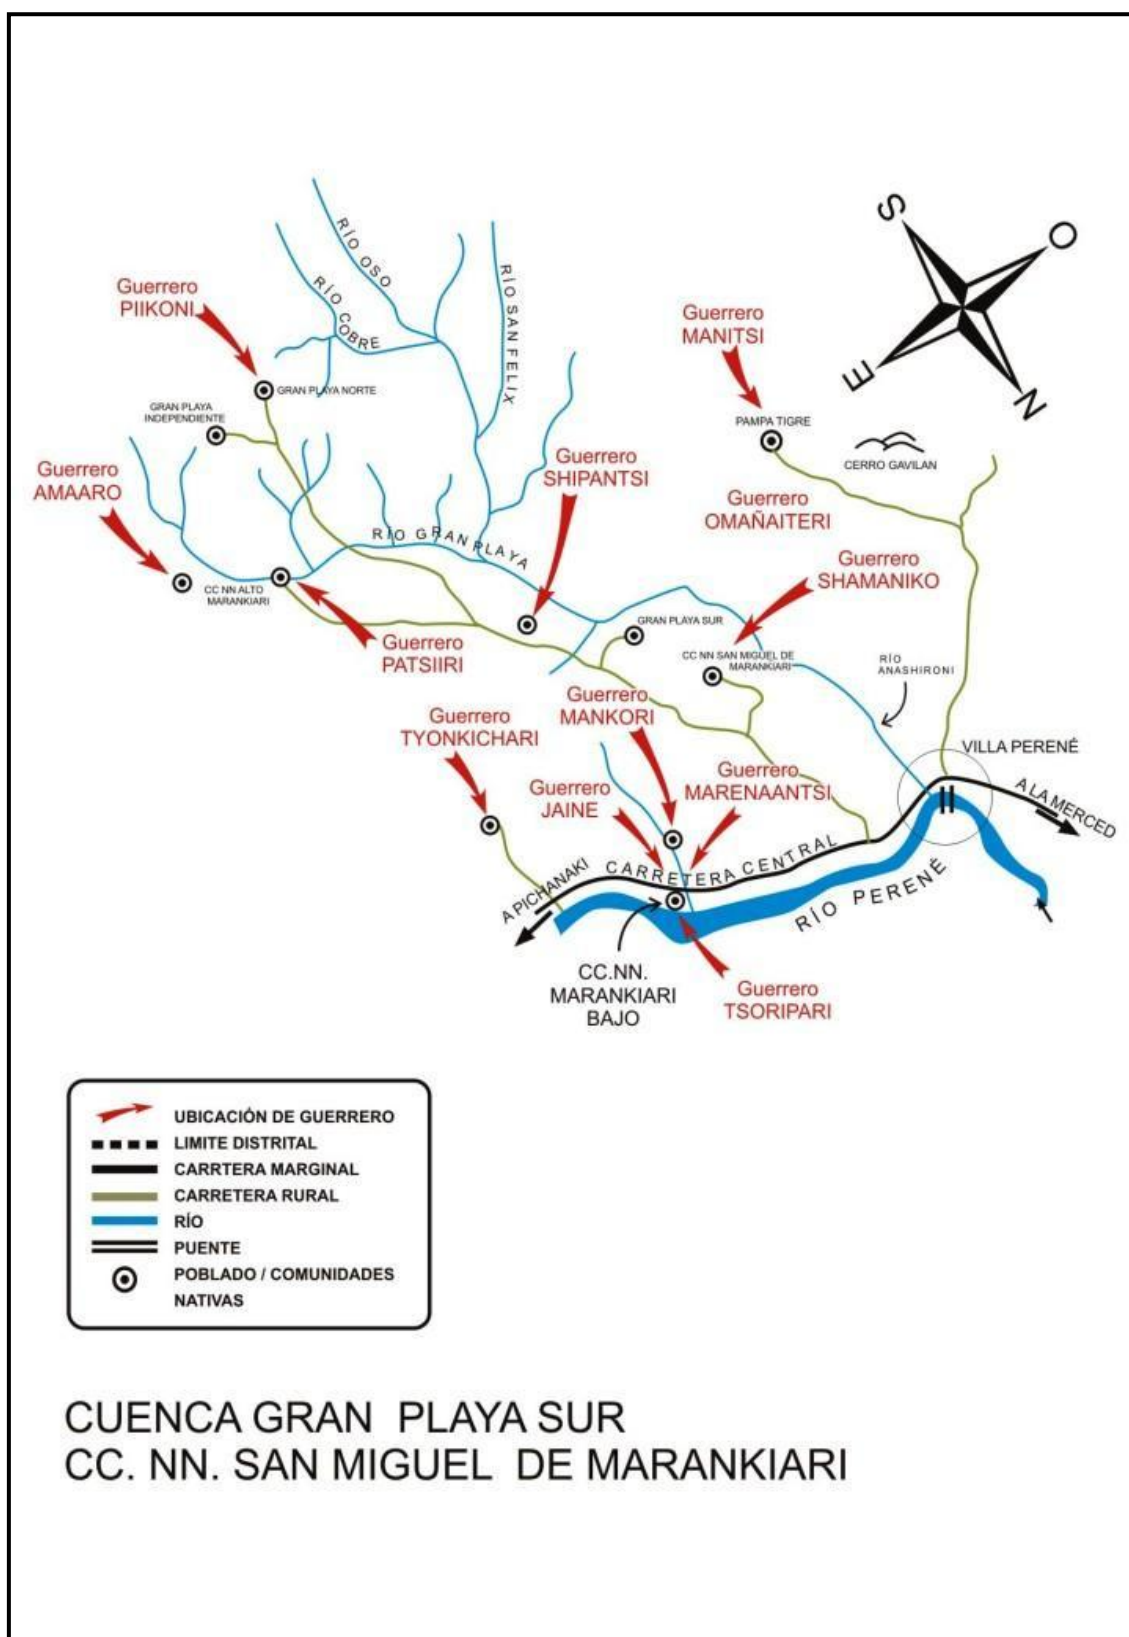 RÍO OSO
RÍO COBRE
RÍO SAN FELIX
S
O
E
N
Guerrero
PIIKONI
GRAN PLAYA NORTE
GRAN PLAYA
INDEPENDIENTE
Guerrero
MANITSI
PAMPA TIGRE
CERRO GAVILAN
Guerrero
AMAARO
Guerrero
SHIPANTSI
Guerrero
OMAÑAITERI
RÍO GRAN PLAYA
Guerrero
SHAMANIKO
CC NN ALTO
MARANKIARI
Guerrero
PATSIIRI
GRAN PLAYA SUR
CC NN SAN MIGUEL DE
MARANKIARI
RÍO
ANASHIRONI
Guerrero
MANKORI
Guerrero
TYONKICHARI
Guerrero
JAINE
Guerrero
MARENAANTSI
VILLA PERENÉ
A LA MERCED
CARRETERA CENTRAL
A PICHANAKI
RÍO PERENÉ
CC.NN.
MARANKIARI
BAJO
Guerrero
TSORIPARI
UBICACIÓN DE GUERRERO
LIMITE DISTRITAL
CARRTERA MARGINAL
CARRETERA RURAL
RÍO
PUENTE
POBLADO / COMUNIDADES
NATIVAS
CUENCA GRAN PLAYA SUR
CC. NN. SAN MIGUEL DE MARANKIARI